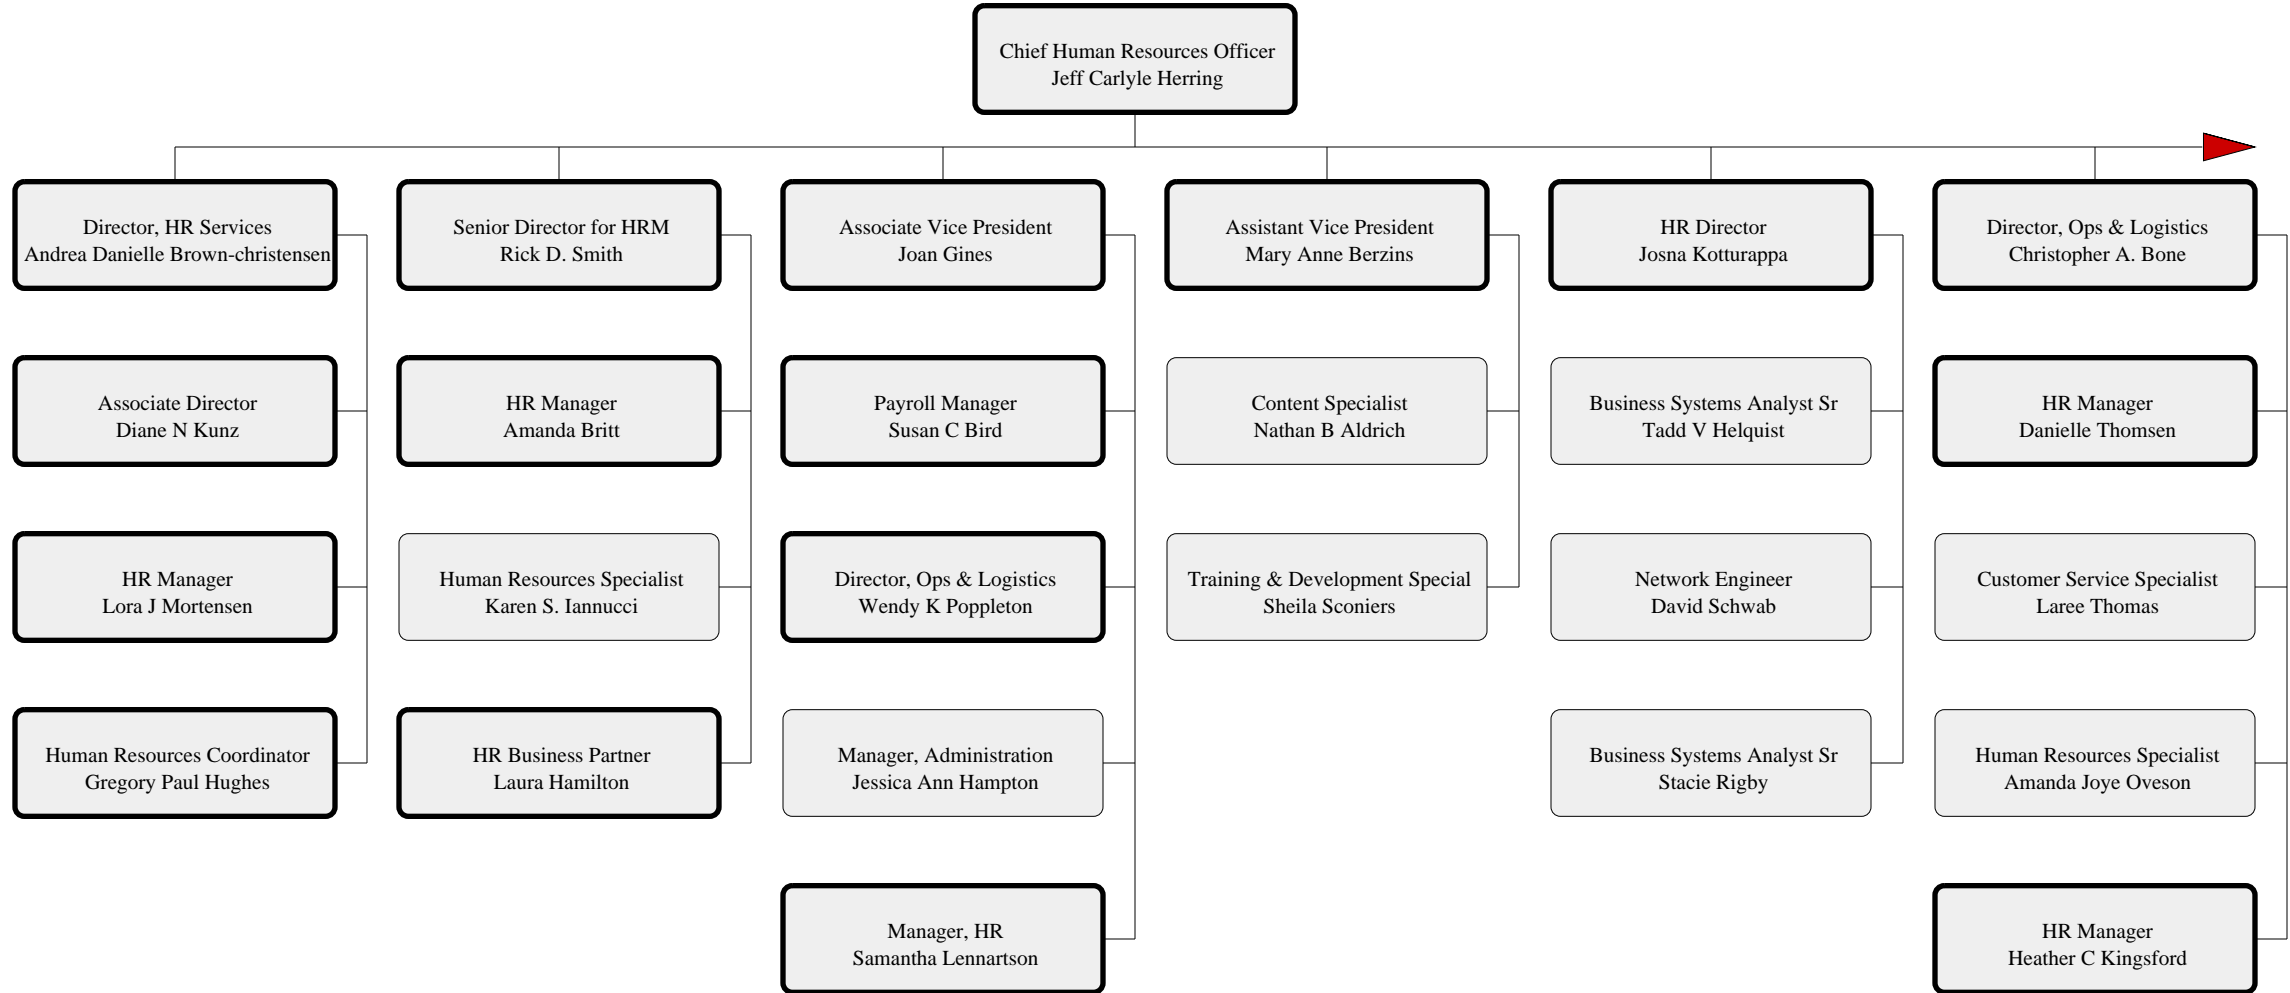 Chief Human Resources Officer
Jeff Carlyle Herring
Director, HR Services
Andrea Danielle Brown-christensen
Senior Director for HRM
Rick D. Smith
Associate Vice President
Joan Gines
Assistant Vice President
Mary Anne Berzins
HR Director
Josna Kotturappa
Director, Ops & Logistics
Christopher A. Bone
Associate Director
Diane N Kunz
HR Manager
Amanda Britt
Payroll Manager
Susan C Bird
Content Specialist
Nathan B Aldrich
Business Systems Analyst Sr
Tadd V Helquist
HR Manager
Danielle Thomsen
HR Manager
Lora J Mortensen
Human Resources Specialist
Karen S. Iannucci
Director, Ops & Logistics
Wendy K Poppleton
Training & Development Special
Sheila Sconiers
Network Engineer
David Schwab
Customer Service Specialist
Laree Thomas
Human Resources Coordinator
Gregory Paul Hughes
HR Business Partner
Laura Hamilton
Manager, Administration
Jessica Ann Hampton
Business Systems Analyst Sr
Stacie Rigby
Human Resources Specialist
Amanda Joye Oveson
Manager, HR
Samantha Lennartson
HR Manager
Heather C Kingsford